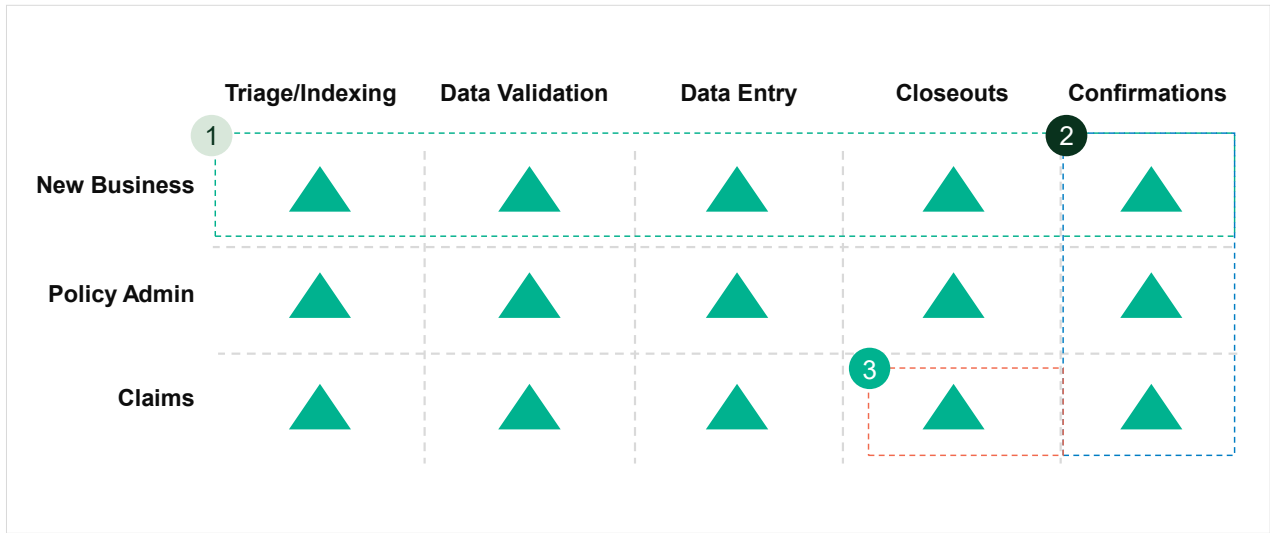 Triage/Indexing Data Validation Data Entry Closeouts Confirmations
1 2
New Business
Policy Admin
3
Claims